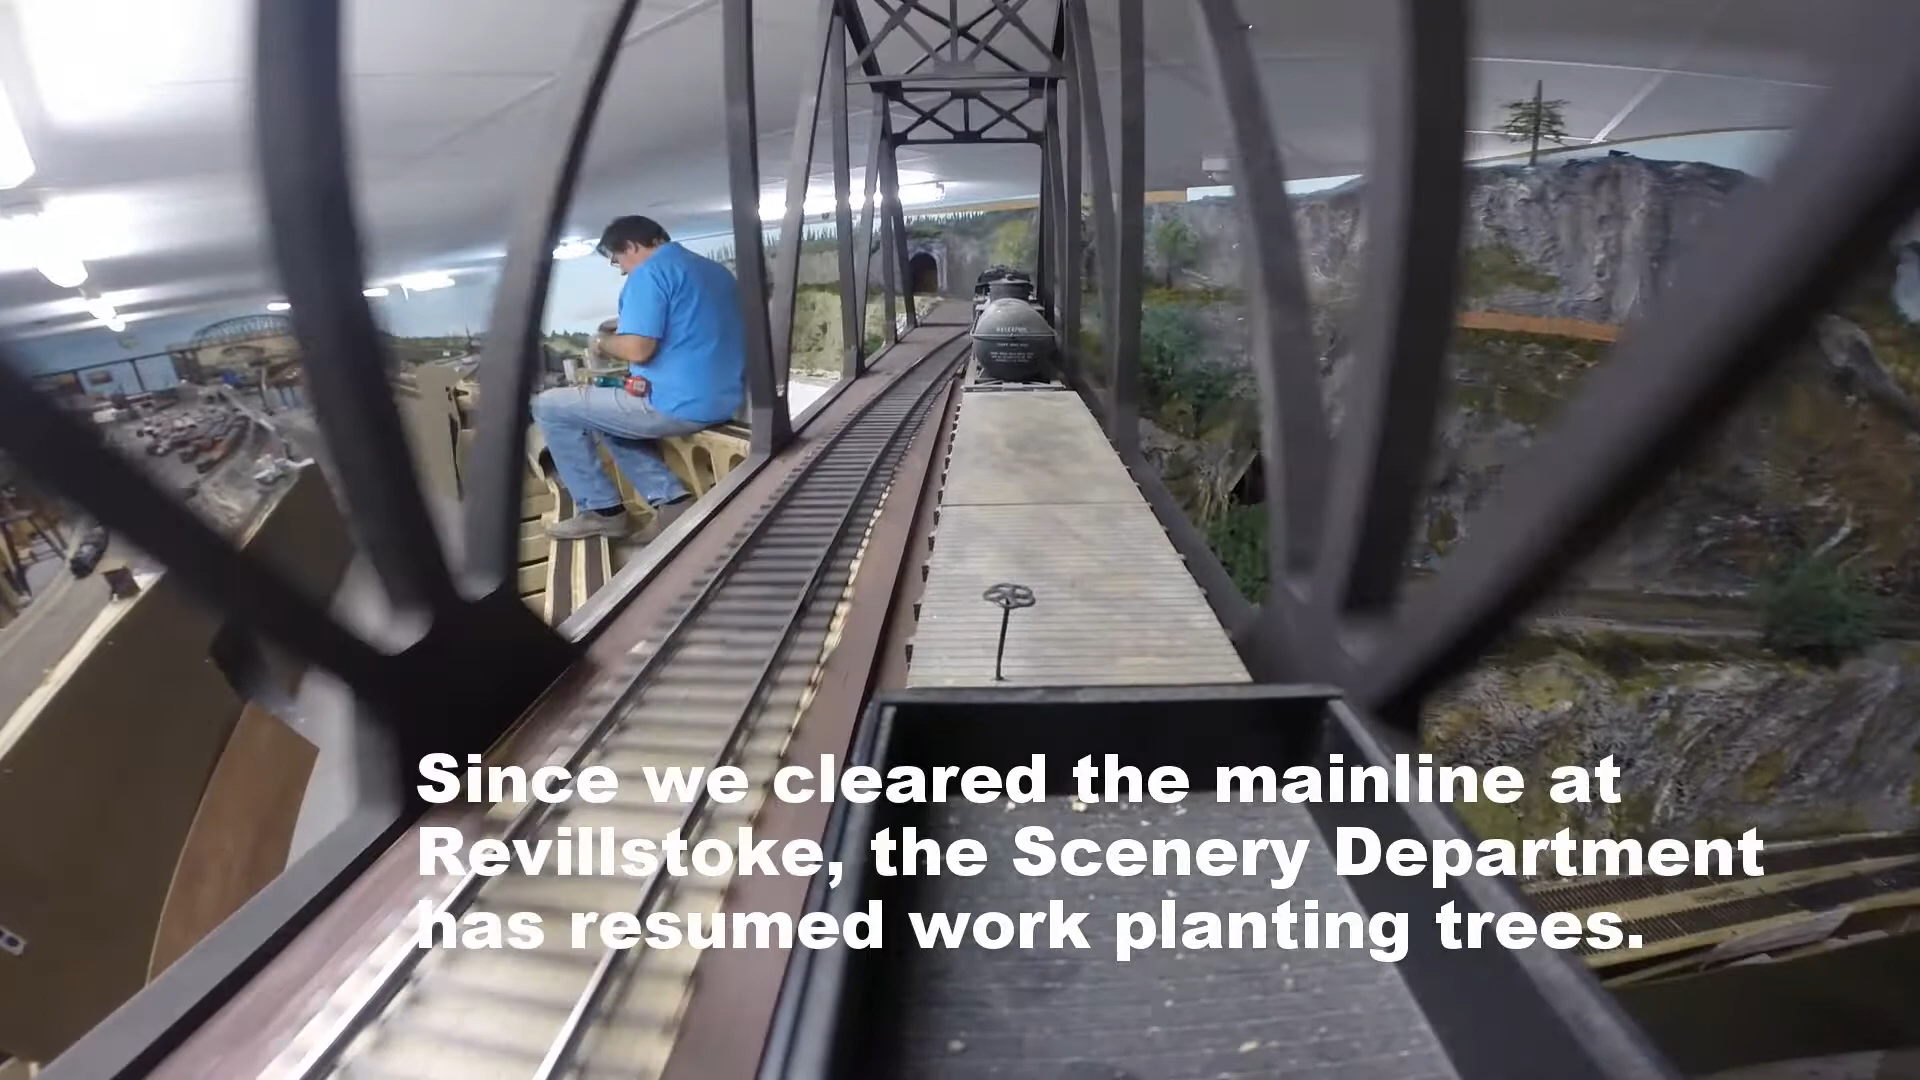 Since we cleared the mainline at
Revillstoke, the Scenery Department
has resumed work planting trees.